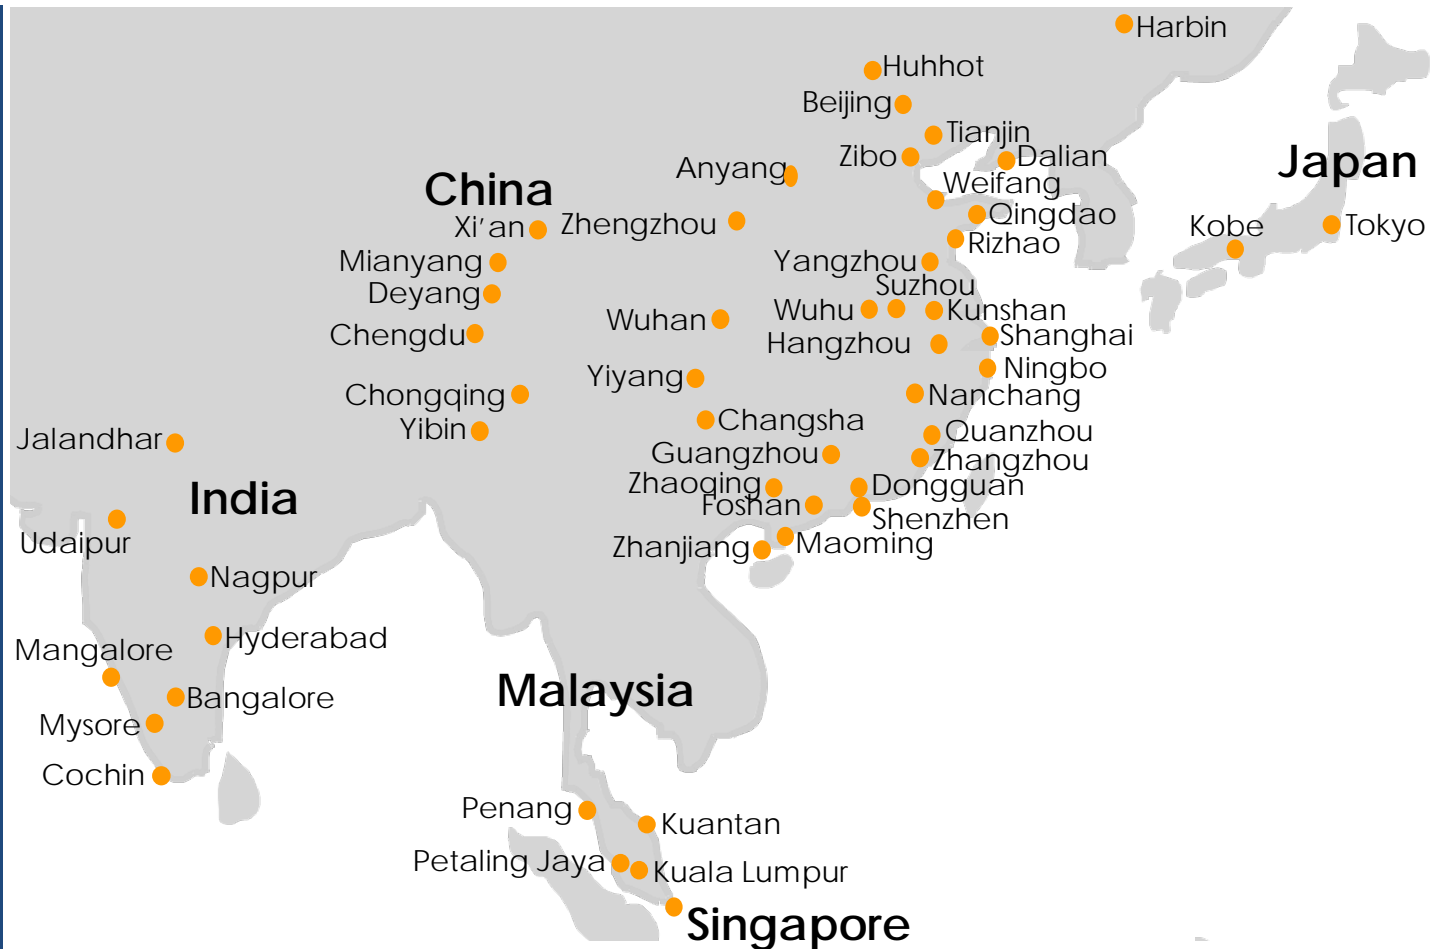 Harbin
Huhhot
Beijing
Tianjin
Zibo
Dalian
Japan
Anyang
Weifang
China
Qingdao
Xi'an
Zhengzhou
Kobe
Tokyo
Rizhao
Mianyang
Yangzhou
Suzhou
Deyang
Wuhu
Kunshan
Wuhan
Chengdu
Shanghai
Hangzhou
Ningbo
Yiyang
Chongqing
Nanchang
Changsha
Yibin
Quanzhou
Jalandhar
Guangzhou
Zhangzhou
Zhaoqing
Dongguan
India
Foshan
Shenzhen
Udaipur
Zhanjiang
Maoming
Nagpur
Hyderabad
Mangalore
Malaysia
Bangalore
Mysore
Cochin
Penang
Kuantan
Petaling Jaya
Kuala Lumpur
Singapore